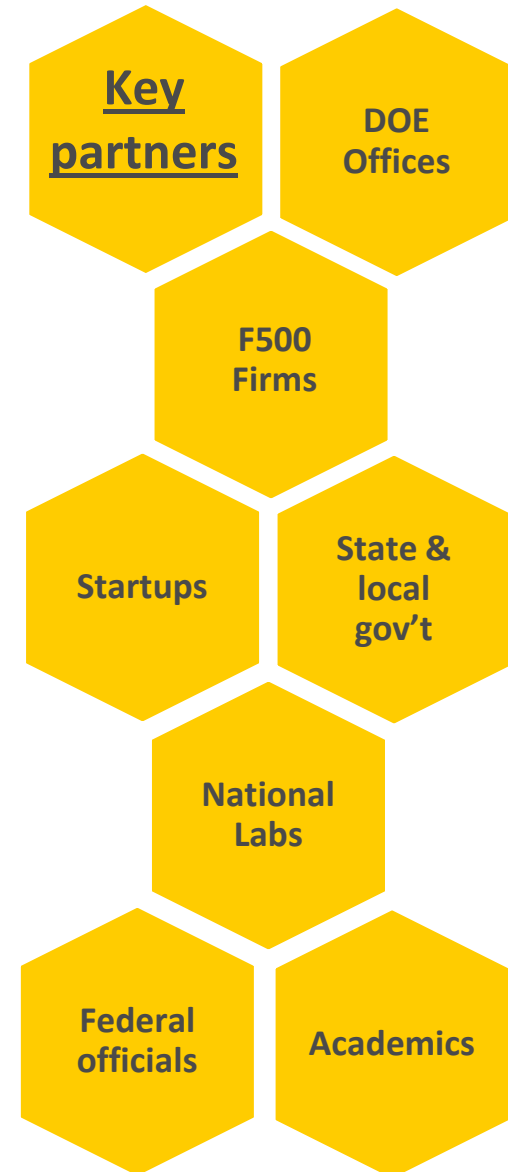 Key
partners
DOE
Offices
F500
Firms
Startups
State &
local
gov’t
National
Labs
Federal
officials
Academics